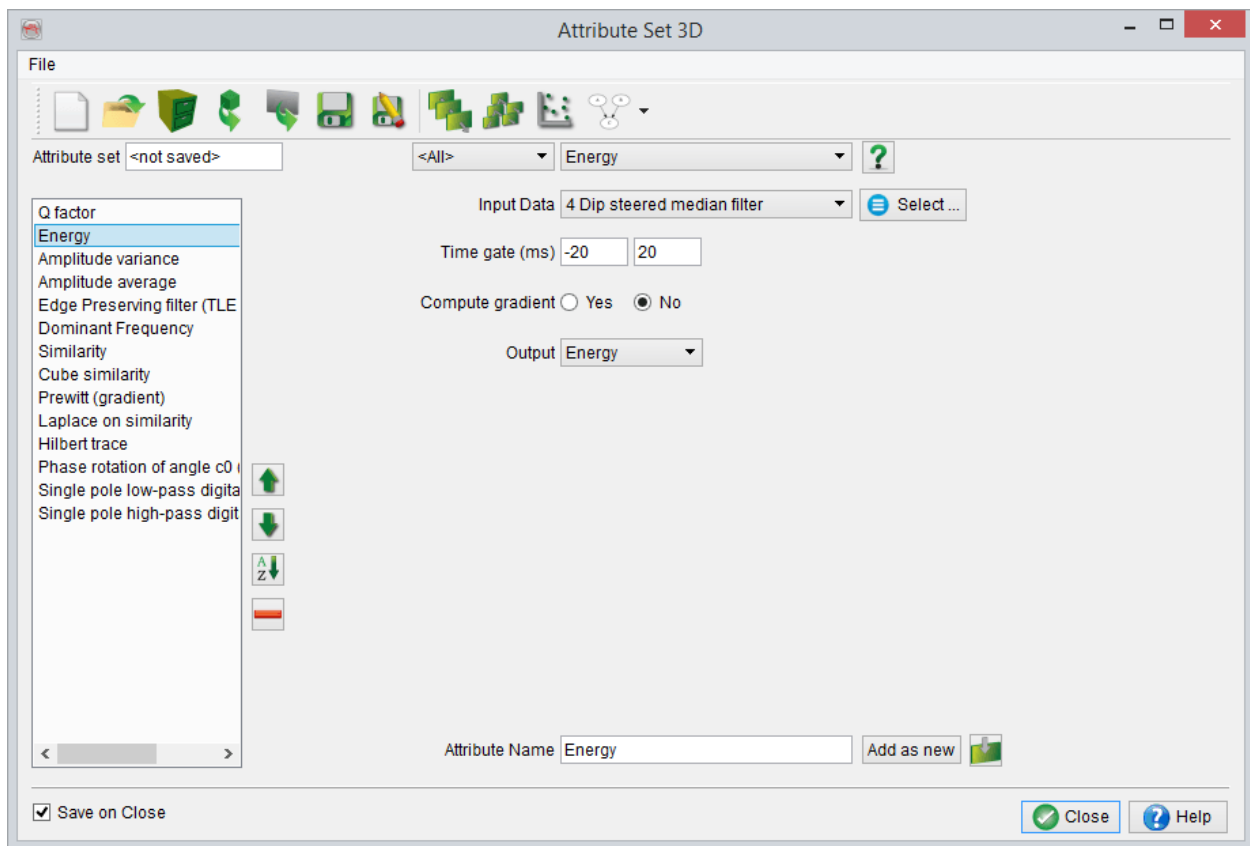 Attribute Set 3D
File
Attribute set <not saved> <All> Energy
Input Data 4 Dip steered median filter Select ...
Time gate (ms) -20 20
Compute gradient Yes No
Output Energy
Q factor
Energy
Amplitude variance
Amplitude average
Edge Preserving filter (TLE
Dominant Frequency
Similarity
Cube similarity
Prewitt (gradient)
Laplace on similarity
Hilbert trace
Phase rotation of angle c0 (
Single pole low-pass digita
Single pole high-pass digit
A
Z
Attribute Name Energy Add as new
Save on Close Close Help